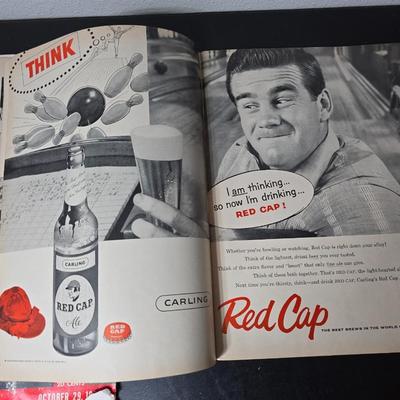 THINK
CARLING
RED CAP
Ale
RED
CAP
CARLING
I am thinking...
so now I'm drinking...
RED CAP!
Whether you're bowling or watching, Red Cap is right down your alley!
Think of the lightest, driest beer you ever tasted.
Think of the extra flavor and "heart" that only fine ale can give.
Think of them both together. That's RED CAP, the light-hearted
Next time you're thirsty, think—and drink RED CAP, Carling's Red Cap
Red Cap
THE BEST BREWS IN THE WORLD
20 CENTS
OCTOBER 29, 19